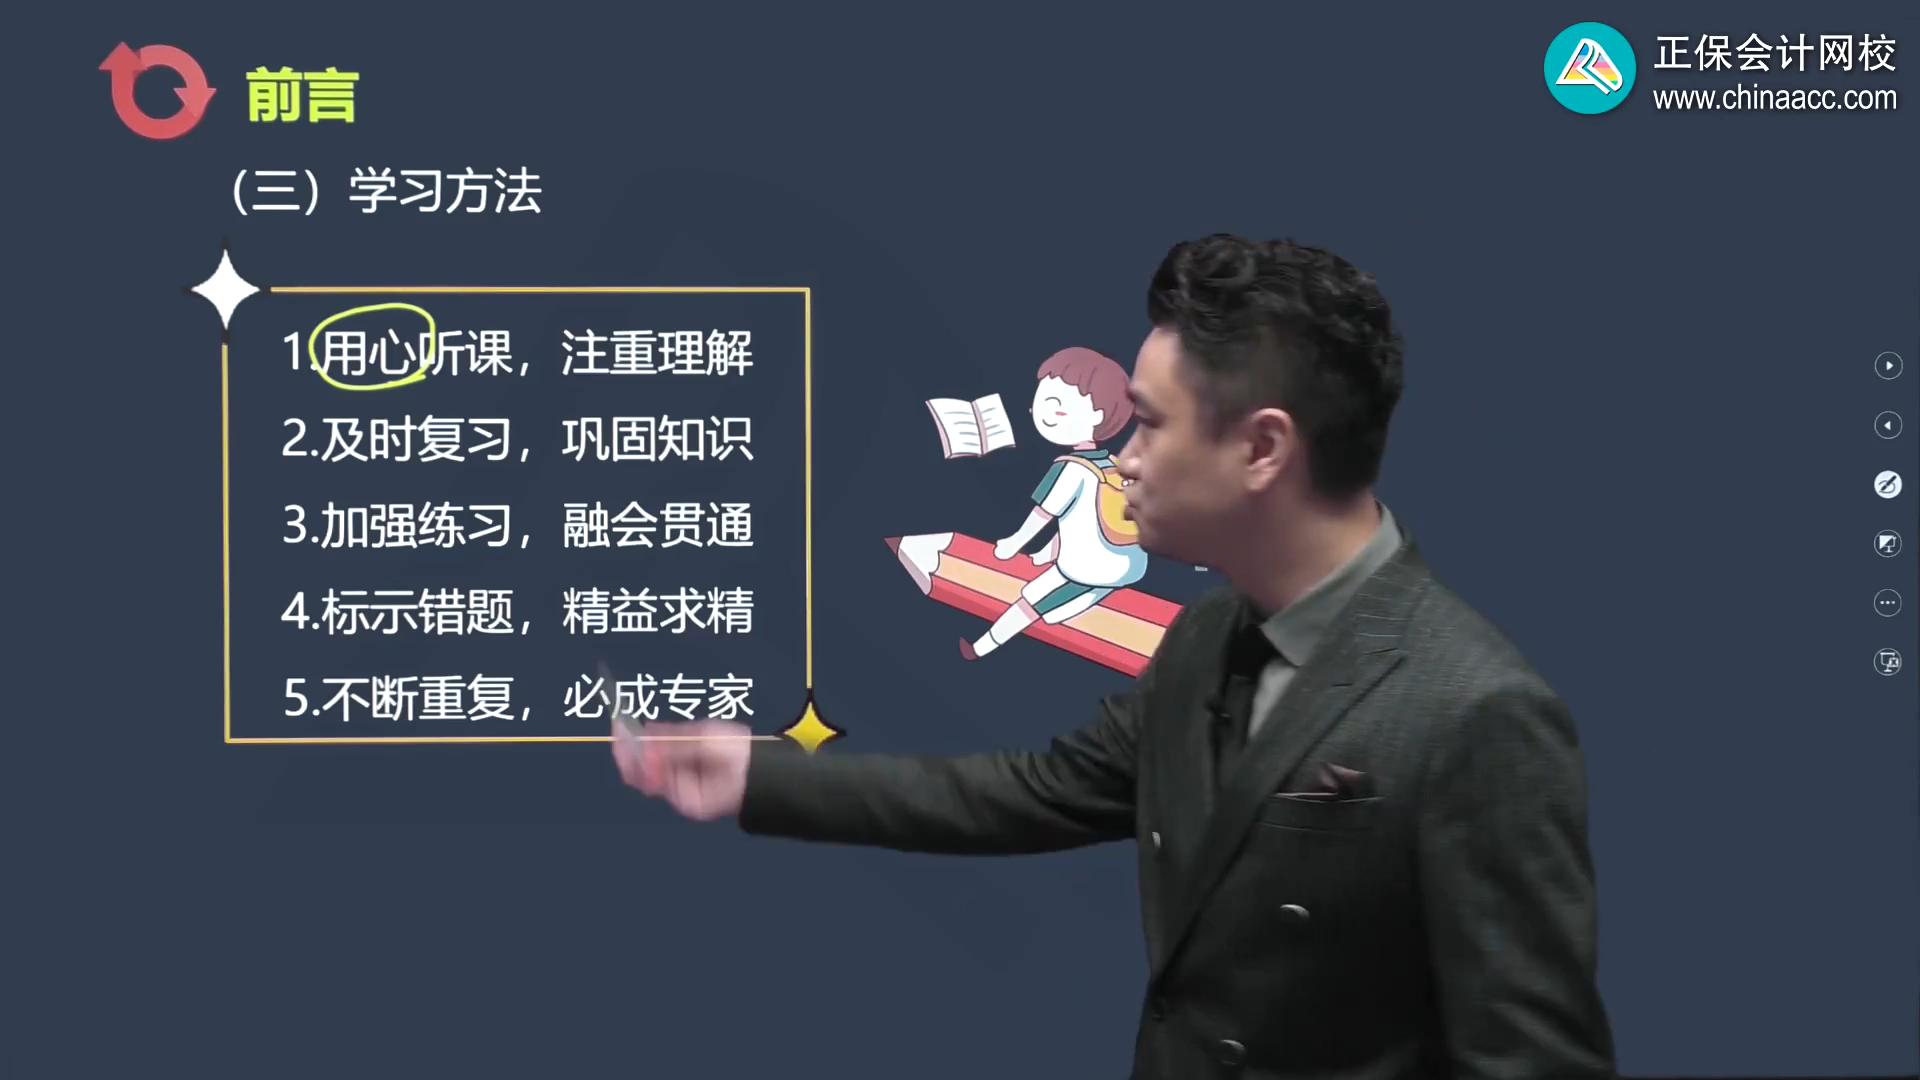 前言
正保会计网校
www.chinaacc.com
（三）学习方法
1.用心听课，注重理解
2.及时复习，巩固知识
3.加强练习，融会贯通
4.标示错题，精益求精
5.不断重复，必成专家